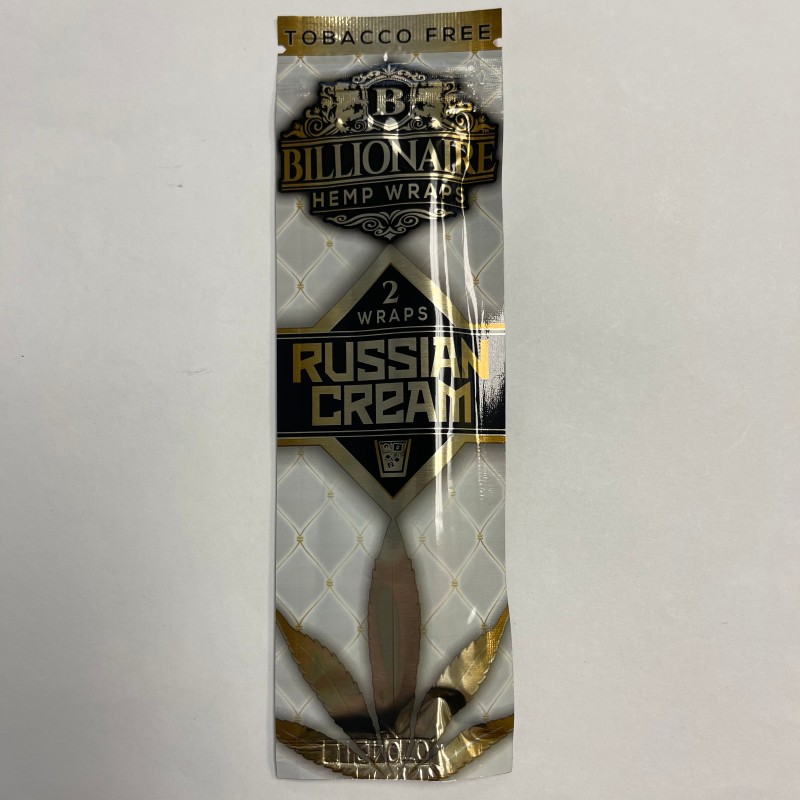 TOBACCO FREE
B
BILLIONAIRE
HEMP WRAPS
2
WRAPS
RUSSIAN
CREAM